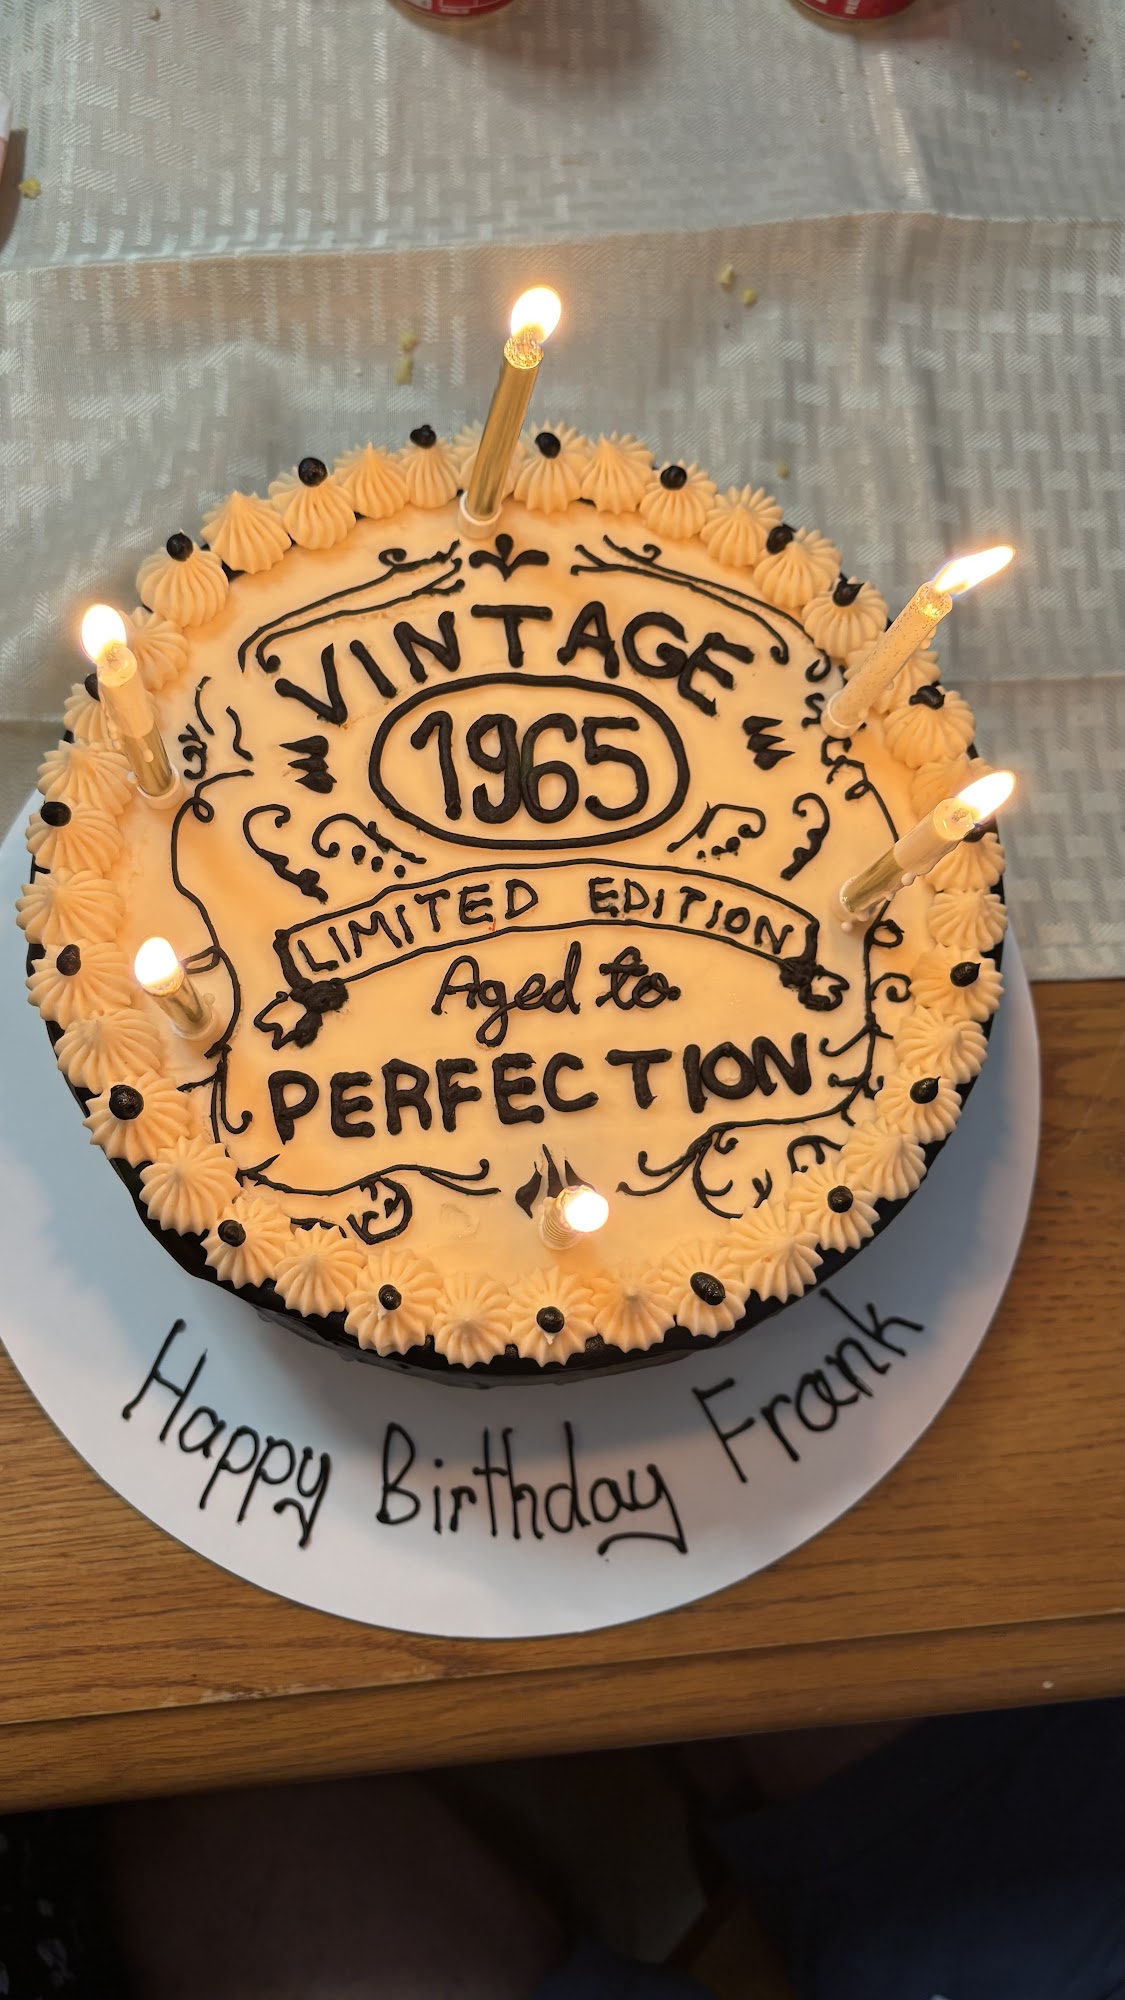 VINTAGE
1965
LIMITED EDITION
Aged to
PERFECTION
Happy Birthday Frank